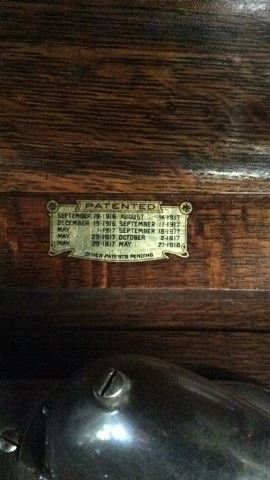 PATENTED
SEPTEMBER 19-1916 AUGUST 14-1917
DECEMBER 19-1916 SEPTEMBER 11-1917
MAY 1-1917 SEPTEMBER 18-1917
MAY 29-1917 OCTOBER 2-1917
MAY 29-1917 MAY 21-1918
OTHER PATENTS PENDING